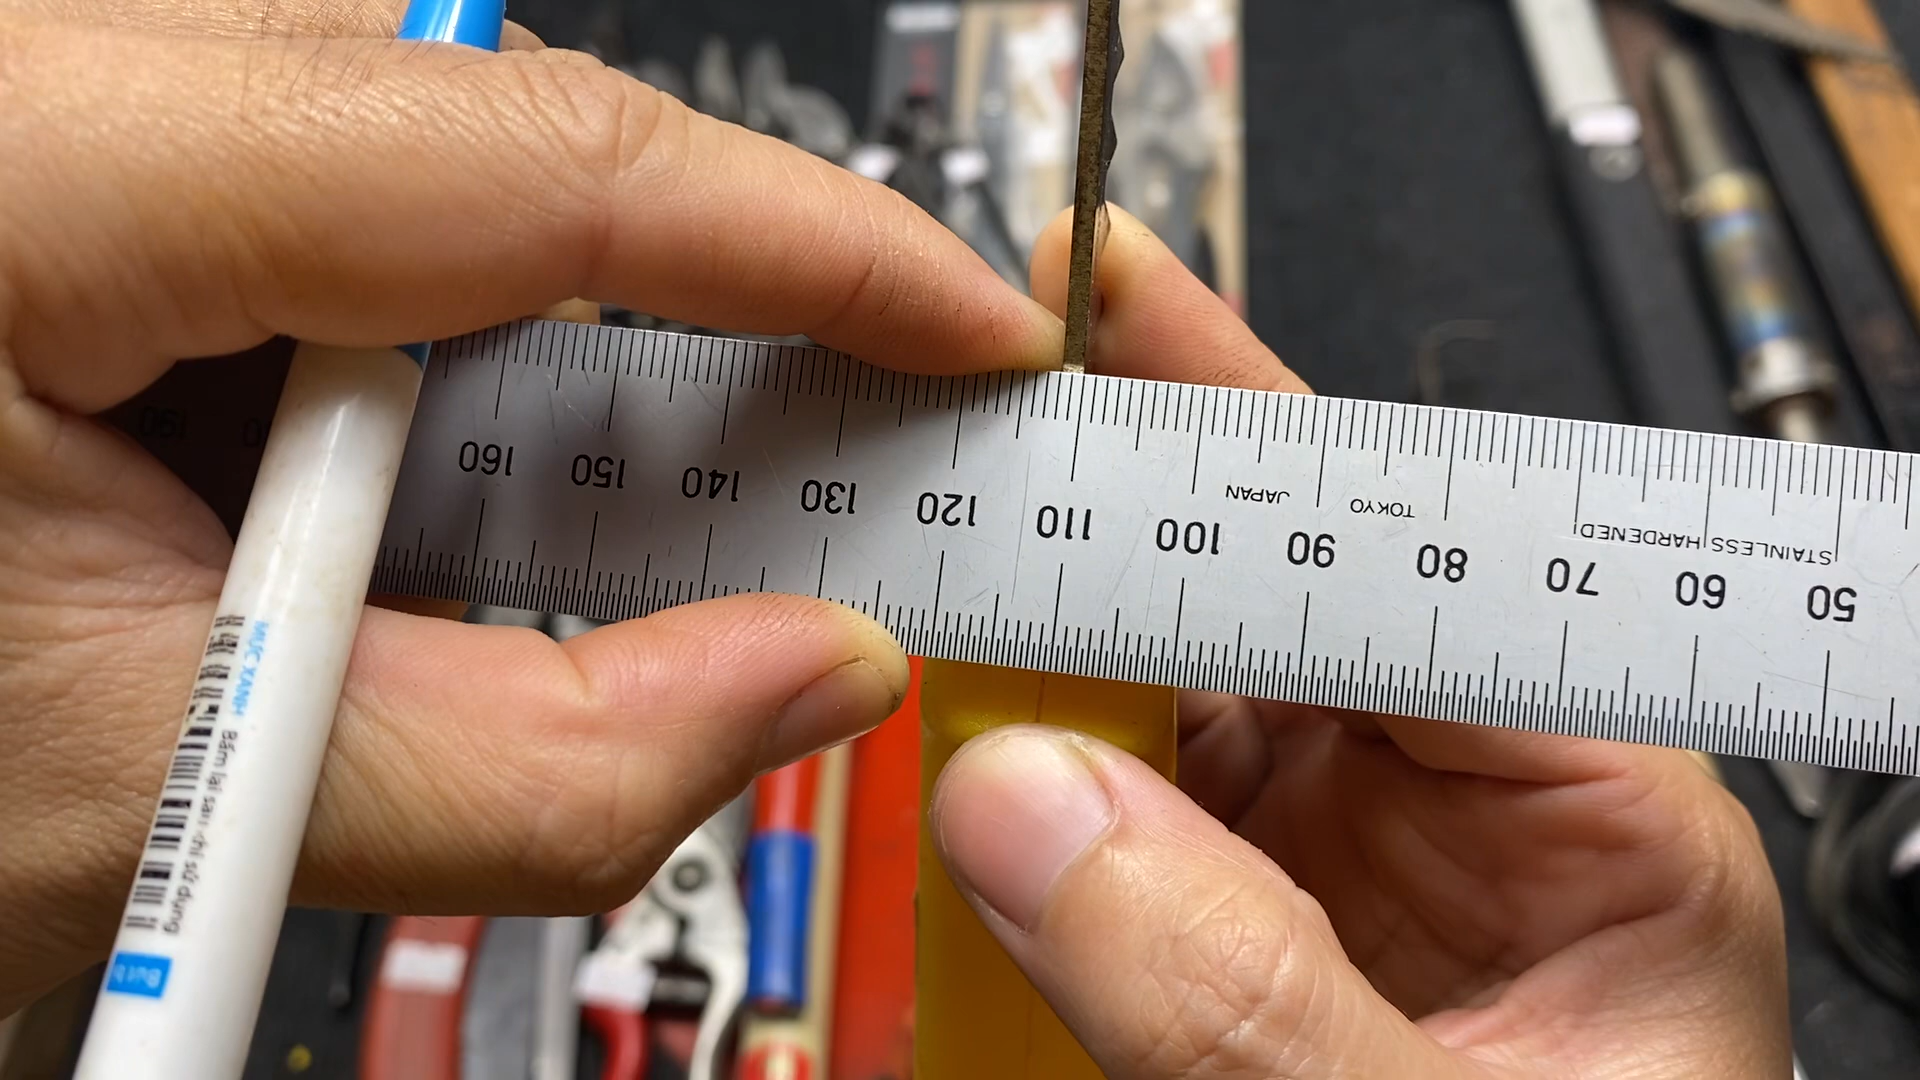 190
160 150 140 130 120 110 100 90 80 70 60 50
JAPAN TOKYO
STAINLESS HARDENED
MỰC XANH
Bấm lại sau khi sử dụng